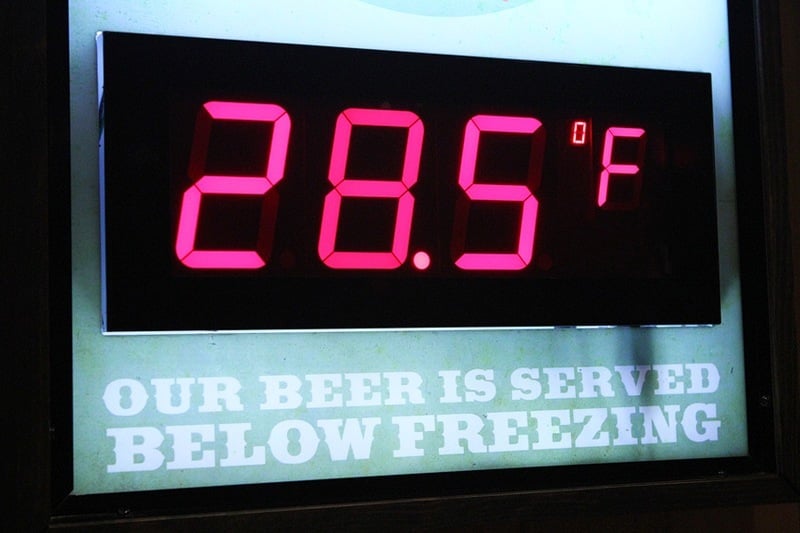 28.5°F
OUR BEER IS SERVED
BELOW FREEZING